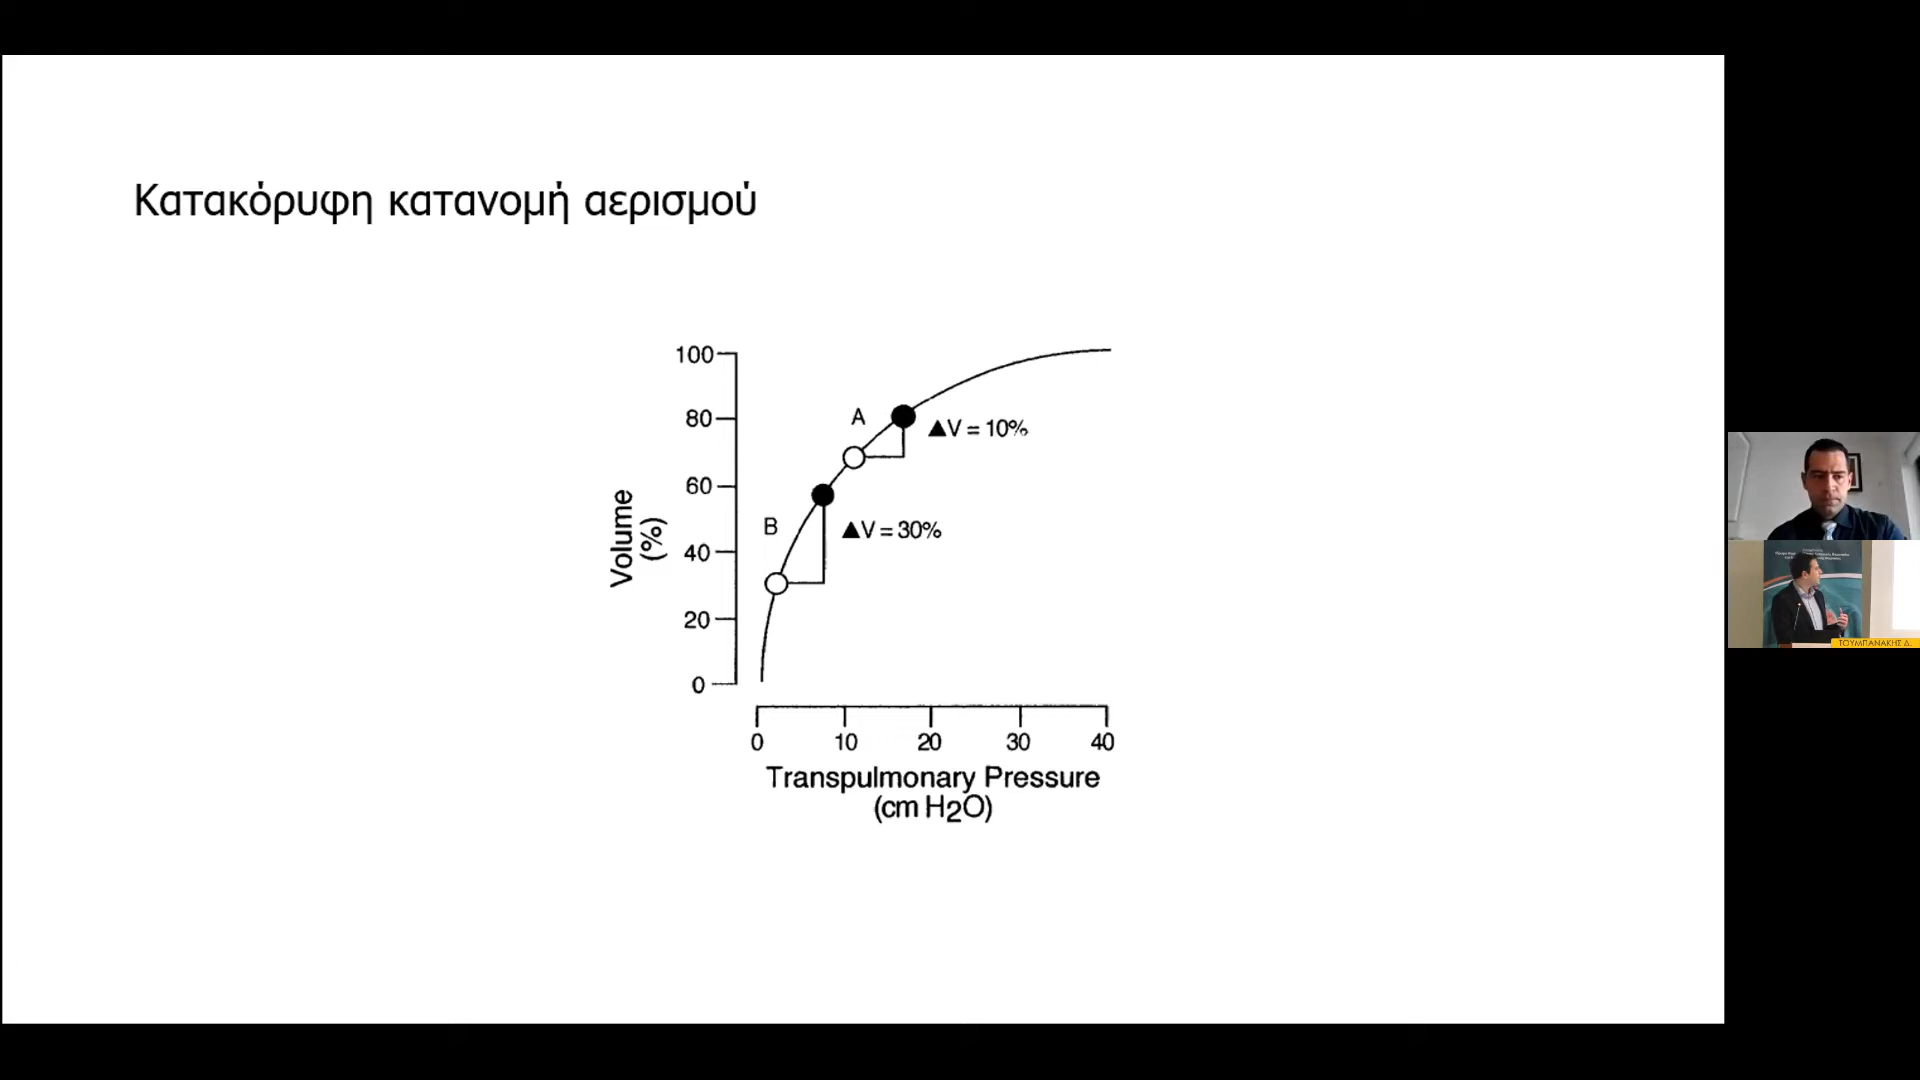 Κατακόρυφη κατανομή αερισμού
100
80
60
40
20
0
Volume
(%)
A
▲V = 10%
B
▲V = 30%
0 10 20 30 40
Transpulmonary Pressure
(cm H2O)
ΤΟΥΜΠΑΝΑΚΗΣ Δ.